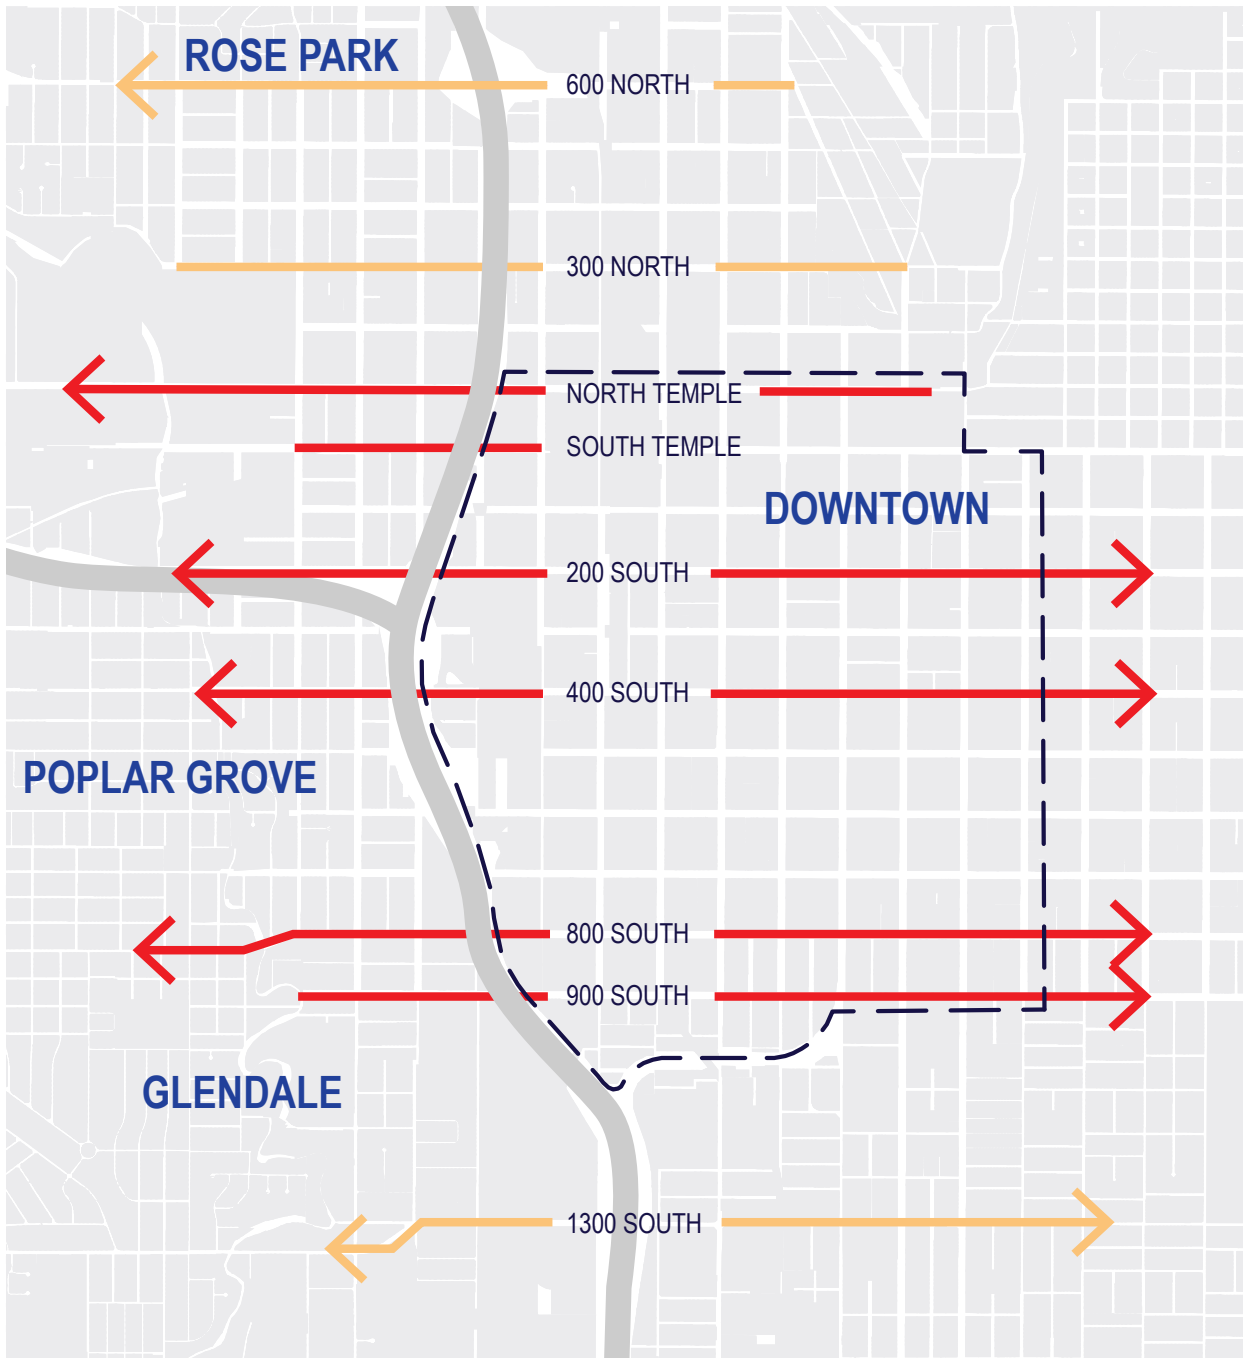 ROSE PARK
600 NORTH
300 NORTH
NORTH TEMPLE
SOUTH TEMPLE
DOWNTOWN
200 SOUTH
400 SOUTH
POPLAR GROVE
800 SOUTH
900 SOUTH
GLENDALE
1300 SOUTH